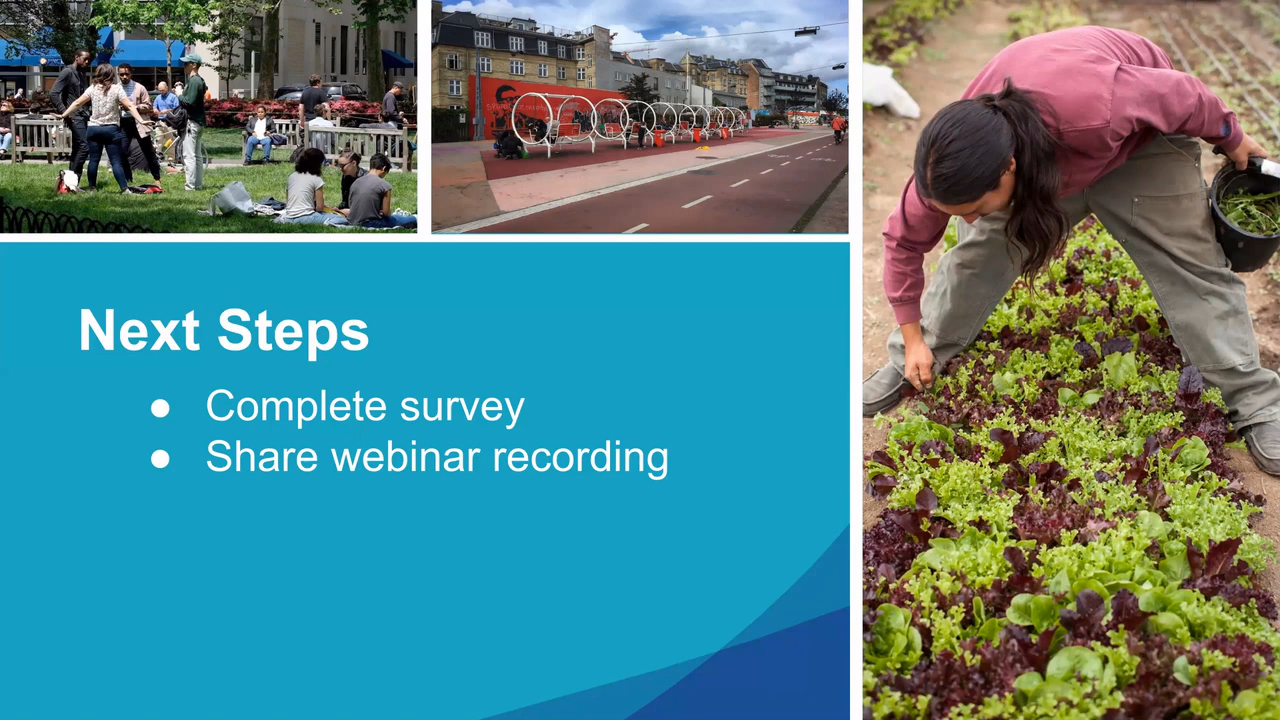 Next Steps
● Complete survey
● Share webinar recording